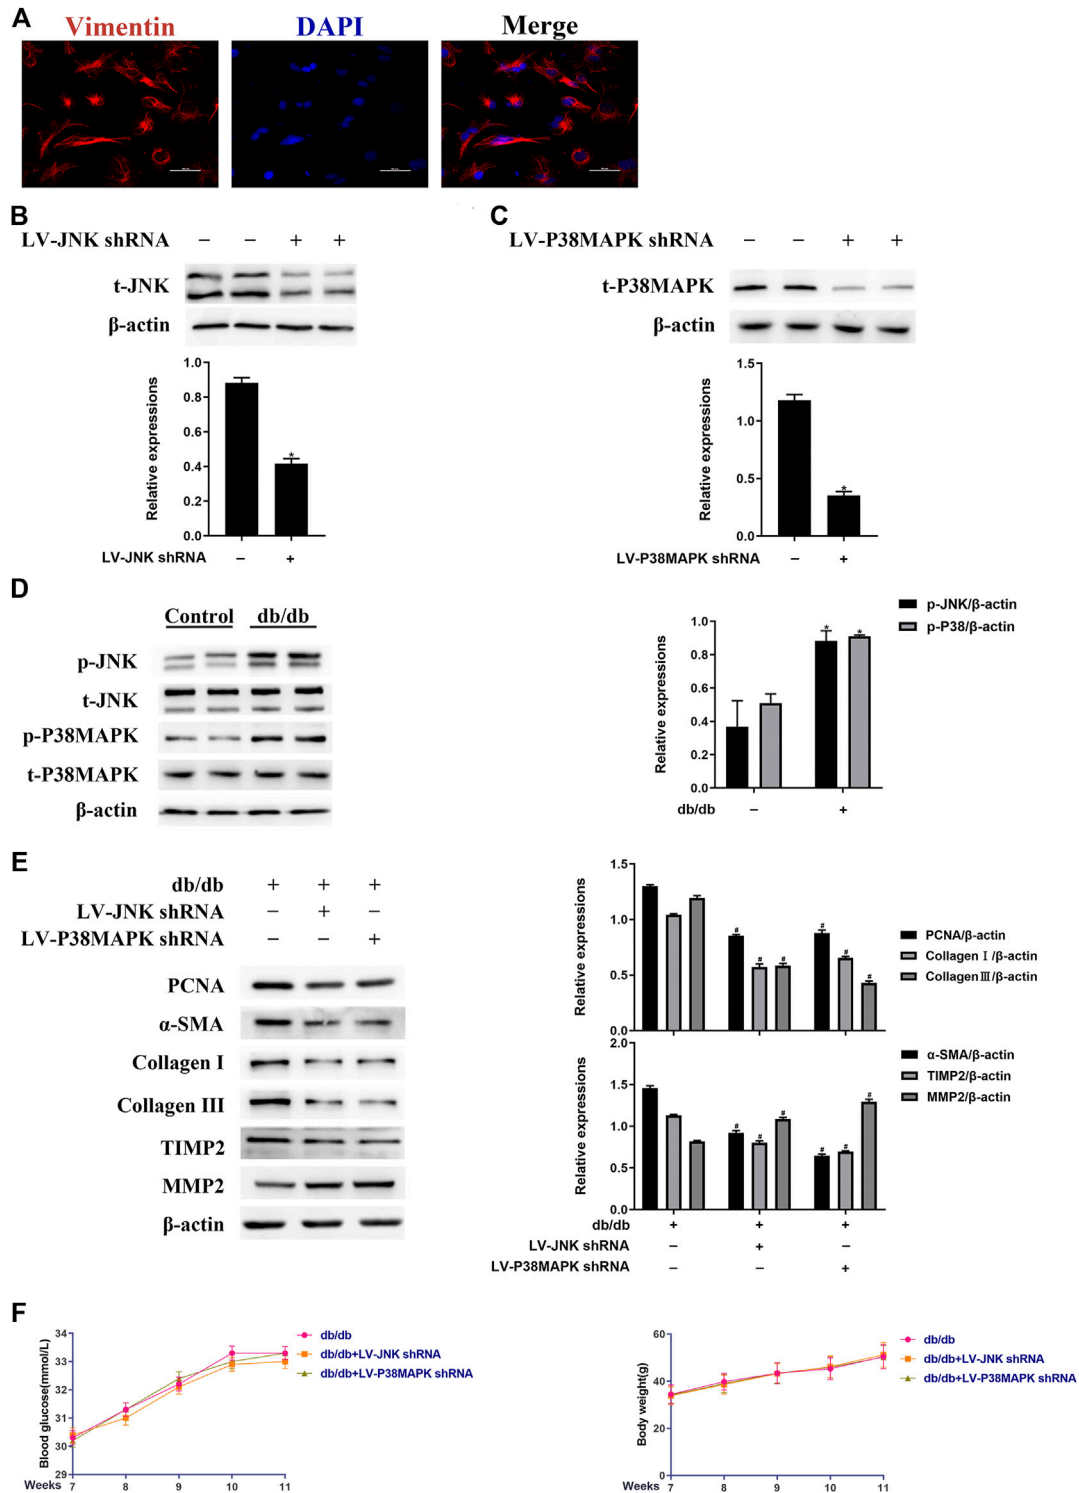 A
Vimentin DAPI Merge
B
LV-JNK shRNA − − + +
t-JNK
β-actin
1.0
0.8
0.6
0.4
0.2
0.0
Relative expressions
*
LV-JNK shRNA − +
C
LV-P38MAPK shRNA − − + +
t-P38MAPK
β-actin
1.5
1.0
0.5
0.0
Relative expressions
*
LV-P38MAPK shRNA − +
D
Control db/db
p-JNK
t-JNK
p-P38MAPK
t-P38MAPK
β-actin
p-JNK/β-actin
p-P38/β-actin
1.0
0.8
0.6
0.4
0.2
0.0
Relative expressions
* *
db/db − +
E
db/db + + +
LV-JNK shRNA − + −
LV-P38MAPK shRNA − − +
PCNA
α-SMA
Collagen I
Collagen III
TIMP2
MMP2
β-actin
1.5
1.0
0.5
0.0
Relative expressions
# # # # # #
PCNA/β-actin
Collagen Ⅰ/β-actin
Collagen Ⅲ/β-actin
2.0
1.5
1.0
0.5
0.0
Relative expressions
# # # # # #
α-SMA/β-actin
TIMP2/β-actin
MMP2/β-actin
db/db + + +
LV-JNK shRNA − + −
LV-P38MAPK shRNA − − +
F
34
33
32
31
30
29
Blood glucose(mmol/L)
Weeks 7 8 9 10 11
db/db
db/db+LV-JNK shRNA
db/db+LV-P38MAPK shRNA
60
40
20
0
Body weight(g)
Weeks 7 8 9 10 11
db/db
db/db+LV-JNK shRNA
db/db+LV-P38MAPK shRNA